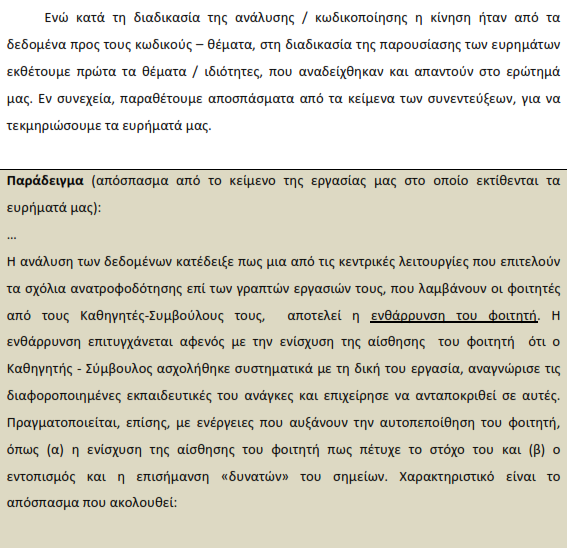 Ενώ κατά τη διαδικασία της ανάλυσης / κωδικοποίησης η κίνηση ήταν από τα
δεδομένα προς τους κωδικούς – θέματα, στη διαδικασία της παρουσίασης των ευρημάτων
εκθέτουμε πρώτα τα θέματα / ιδιότητες, που αναδείχθηκαν και απαντούν στο ερώτημά
μας. Εν συνεχεία, παραθέτουμε αποσπάσματα από τα κείμενα των συνεντεύξεων, για να
τεκμηριώσουμε τα ευρήματά μας.
Παράδειγμα (απόσπασμα από το κείμενο της εργασίας μας στο οποίο εκτίθενται τα
ευρήματά μας):
...
Η ανάλυση των δεδομένων κατέδειξε πως μια από τις κεντρικές λειτουργίες που επιτελούν
τα σχόλια ανατροφοδότησης επί των γραπτών εργασιών τους, που λαμβάνουν οι φοιτητές
από τους Καθηγητές-Συμβούλους τους, αποτελεί η ενθάρρυνση του φοιτητή. Η
ενθάρρυνση επιτυγχάνεται αφενός με την ενίσχυση της αίσθησης του φοιτητή ότι ο
Καθηγητής - Σύμβουλος ασχολήθηκε συστηματικά με τη δική του εργασία, αναγνώρισε τις
διαφοροποιημένες εκπαιδευτικές του ανάγκες και επιχείρησε να ανταποκριθεί σε αυτές.
Πραγματοποιείται, επίσης, με ενέργειες που αυξάνουν την αυτοπεποίθηση του φοιτητή,
όπως (α) η ενίσχυση της αίσθησης του φοιτητή πως πέτυχε το στόχο του και (β) ο
εντοπισμός και η επισήμανση «δυνατών» του σημείων. Χαρακτηριστικό είναι το
απόσπασμα που ακολουθεί: